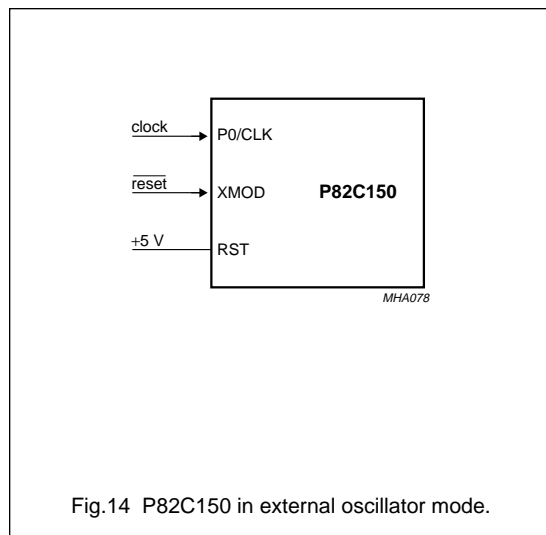 clock
P0/CLK
reset
XMOD
P82C150
+5 V
RST
MHA078
Fig.14 P82C150 in external oscillator mode.